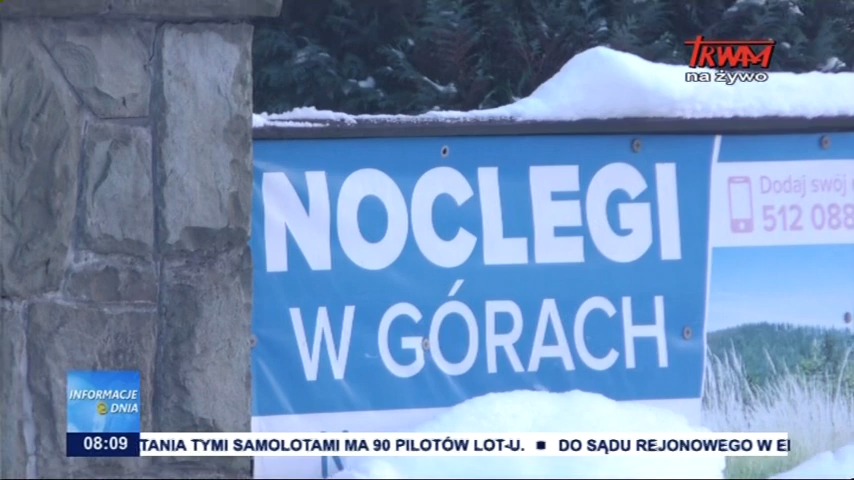 TRWAM
na żywo
NOCLEGI
W GÓRACH
Dodaj swój
512 088
INFORMACJE
DNIA
08:09
TANIA TYMI SAMOLOTAMI MA 90 PILOTÓW LOT-U. ■ DO SĄDU REJONOWEGO W